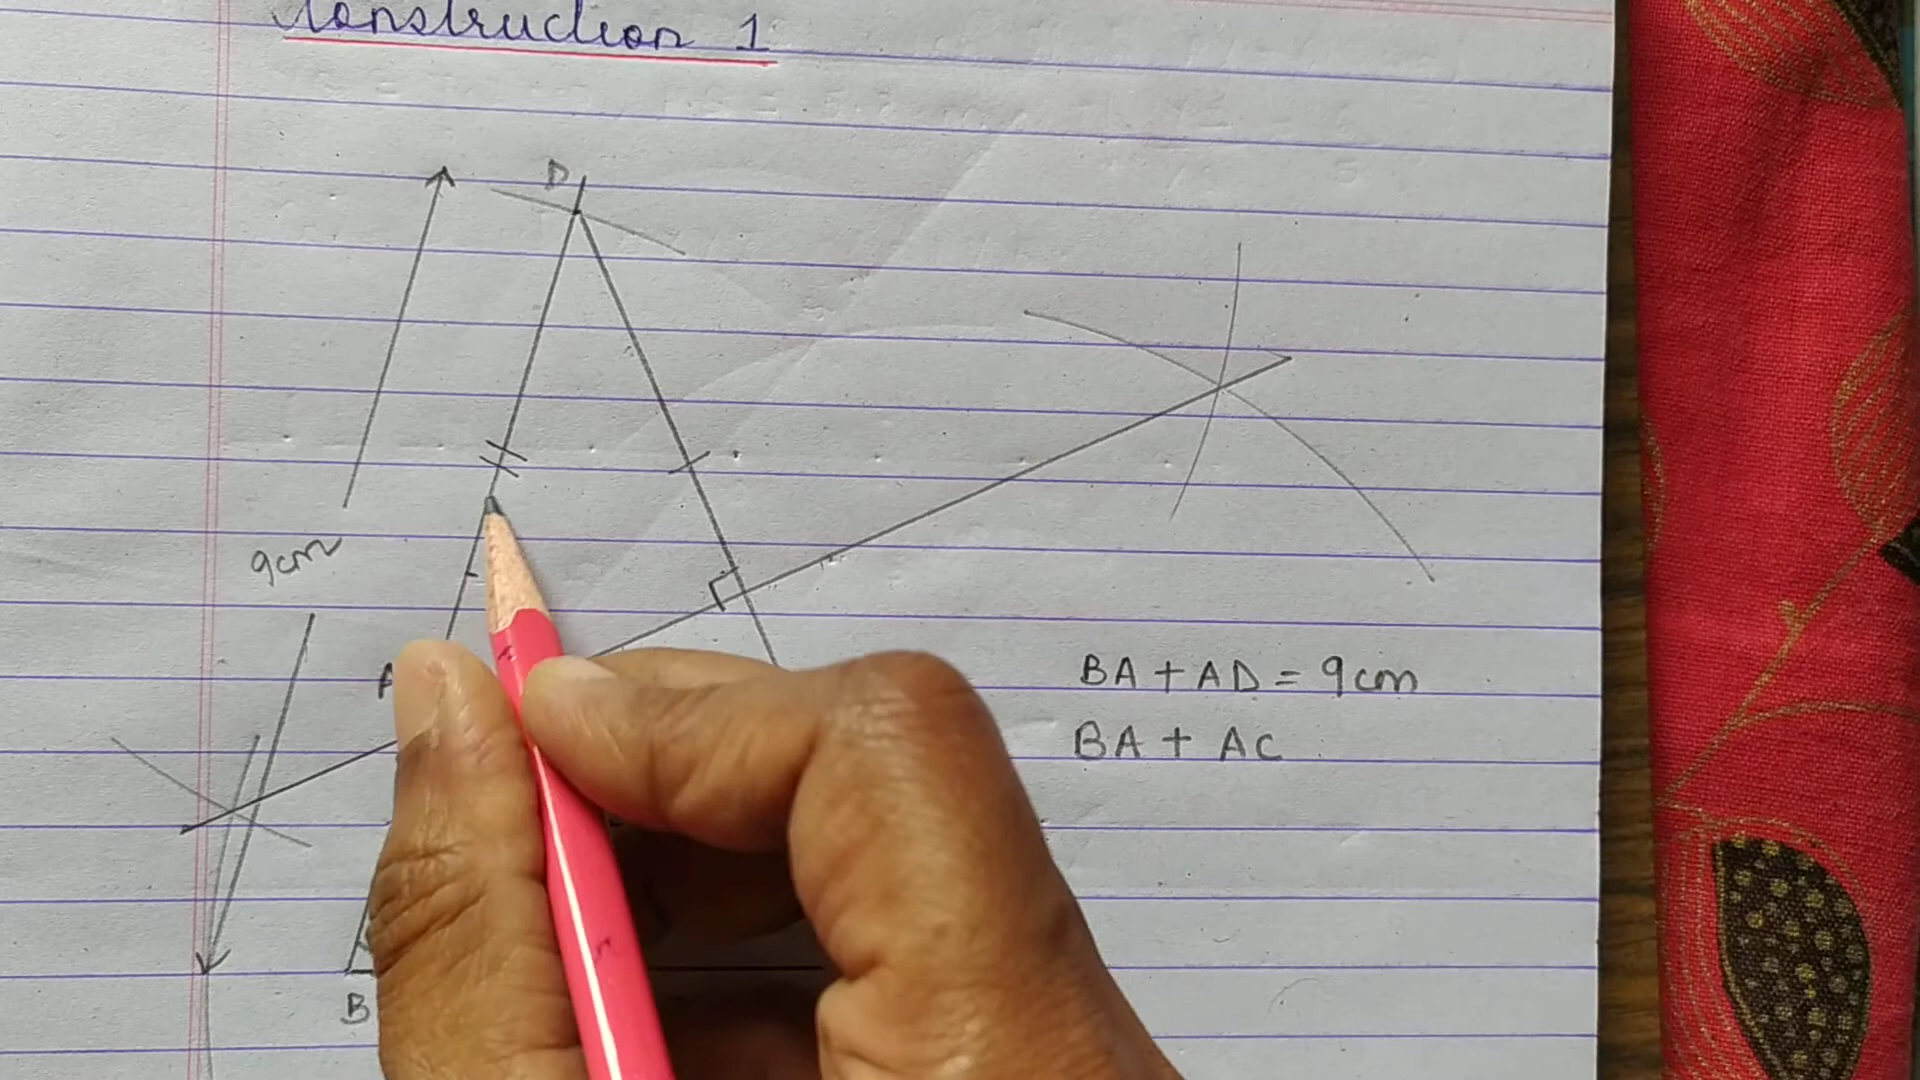 Construction 1
D
9cm
A
BA + AD = 9cm
BA + AC
B